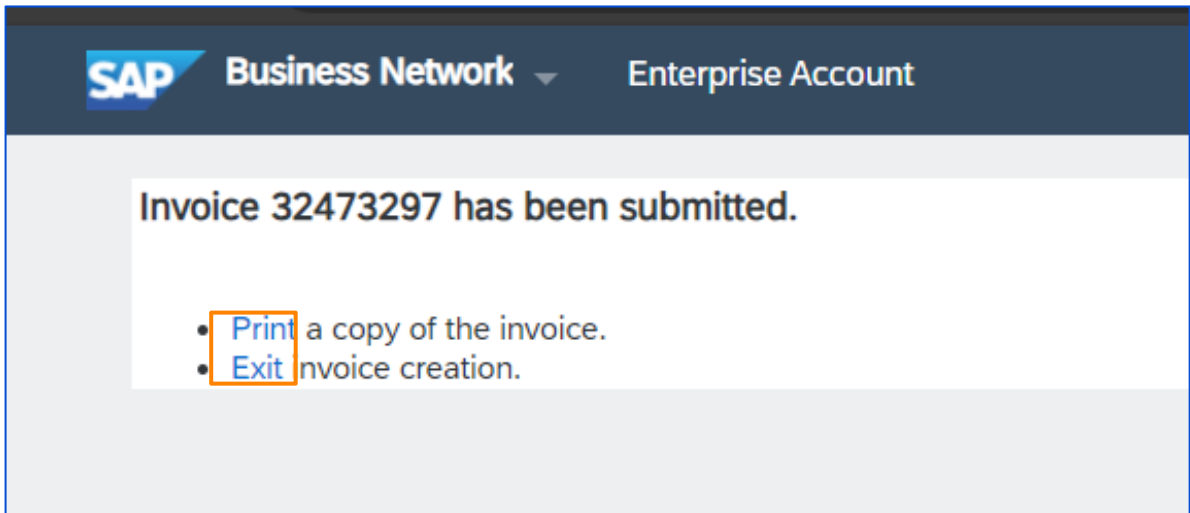 SAP Business Network Enterprise Account
Invoice 32473297 has been submitted.
• Print a copy of the invoice.
• Exit invoice creation.